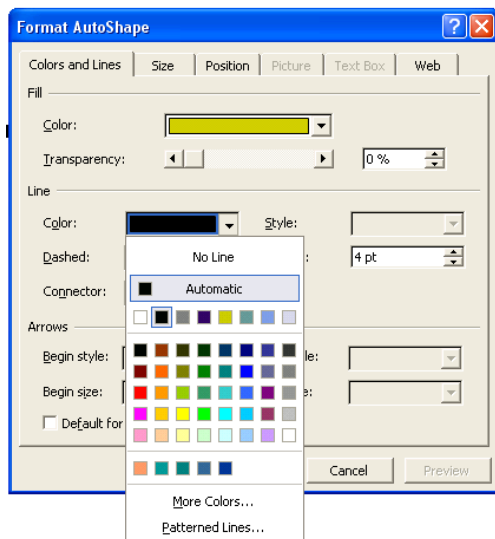 Format AutoShape
Colors and Lines Size Position Picture Text Box Web
Fill
Color:
Transparency: 0 %
Line
Color: Style:
Dashed: : 4 pt
Connector:
No Line
Automatic
Arrows
Begin style: le:
Begin size: e:
Default for
Cancel Preview
More Colors...
Patterned Lines...